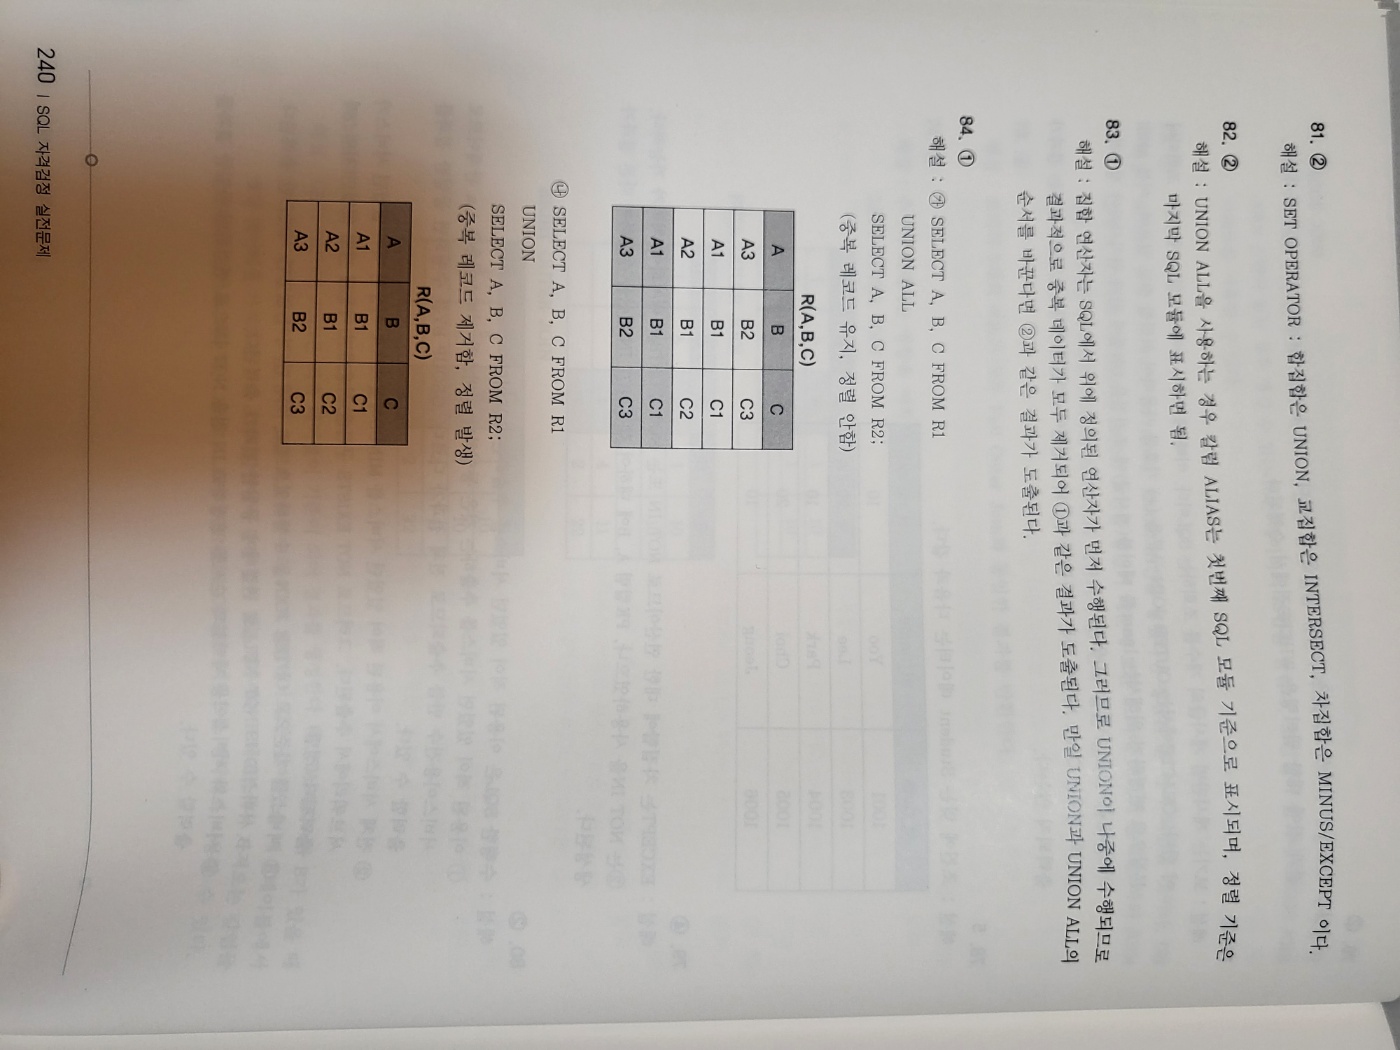 81. ②
해설 : SET OPERATOR : 합집합은 UNION, 교집합은 INTERSECT, 차집합은 MINUS/EXCEPT 이다.
82. ②
해설 : UNION ALL을 사용하는 경우 칼럼 ALIAS는 첫번째 SQL 모듈 기준으로 표시되며, 정렬 기준은
마지막 SQL 모듈에 표시하면 됨.
83. ①
해설 : 집합 연산자는 SQL에서 위에 정의된 연산자가 먼저 수행된다. 그러므로 UNION이 나중에 수행되므로
결과적으로 중복 데이터가 모두 제거되어 ①과 같은 결과가 도출된다. 만일 UNION과 UNION ALL의
순서를 바꾼다면 ②과 같은 결과가 도출된다.
84. ①
해설 : ㉮ SELECT A, B, C FROM R1
UNION ALL
SELECT A, B, C FROM R2;
(중복 레코드 유지, 정렬 안함)
R(A,B,C)
A B C
A3 B2 C3
A1 B1 C1
A2 B1 C2
A1 B1 C1
A3 B2 C3
㉯ SELECT A, B, C FROM R1
UNION
SELECT A, B, C FROM R2;
(중복 레코드 제거함, 정렬 발생)
R(A,B,C)
A B C
A1 B1 C1
A2 B1 C2
A3 B2 C3
240 | SQL 자격검정 실전문제